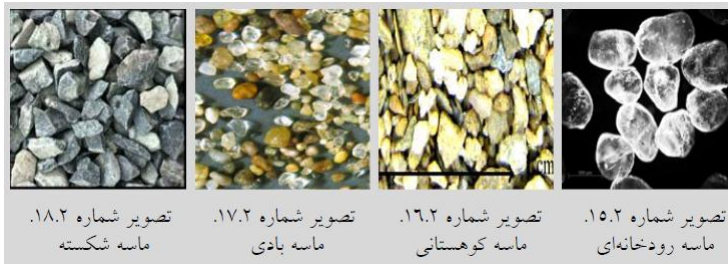 cm
تصویر شماره ۱۵.۲.
ماسه رودخانه‌ای
تصویر شماره ۱۶.۲.
ماسه کوهستانی
تصویر شماره ۱۷.۲.
ماسه بادی
تصویر شماره ۱۸.۲.
ماسه شکسته